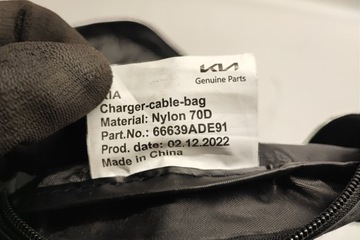 KIA
Genuine Parts
KIA
Charger-cable-bag
Material: Nylon 70D
Part.No.: 66639ADE91
Prod. date: 02.12.2022
Made in China